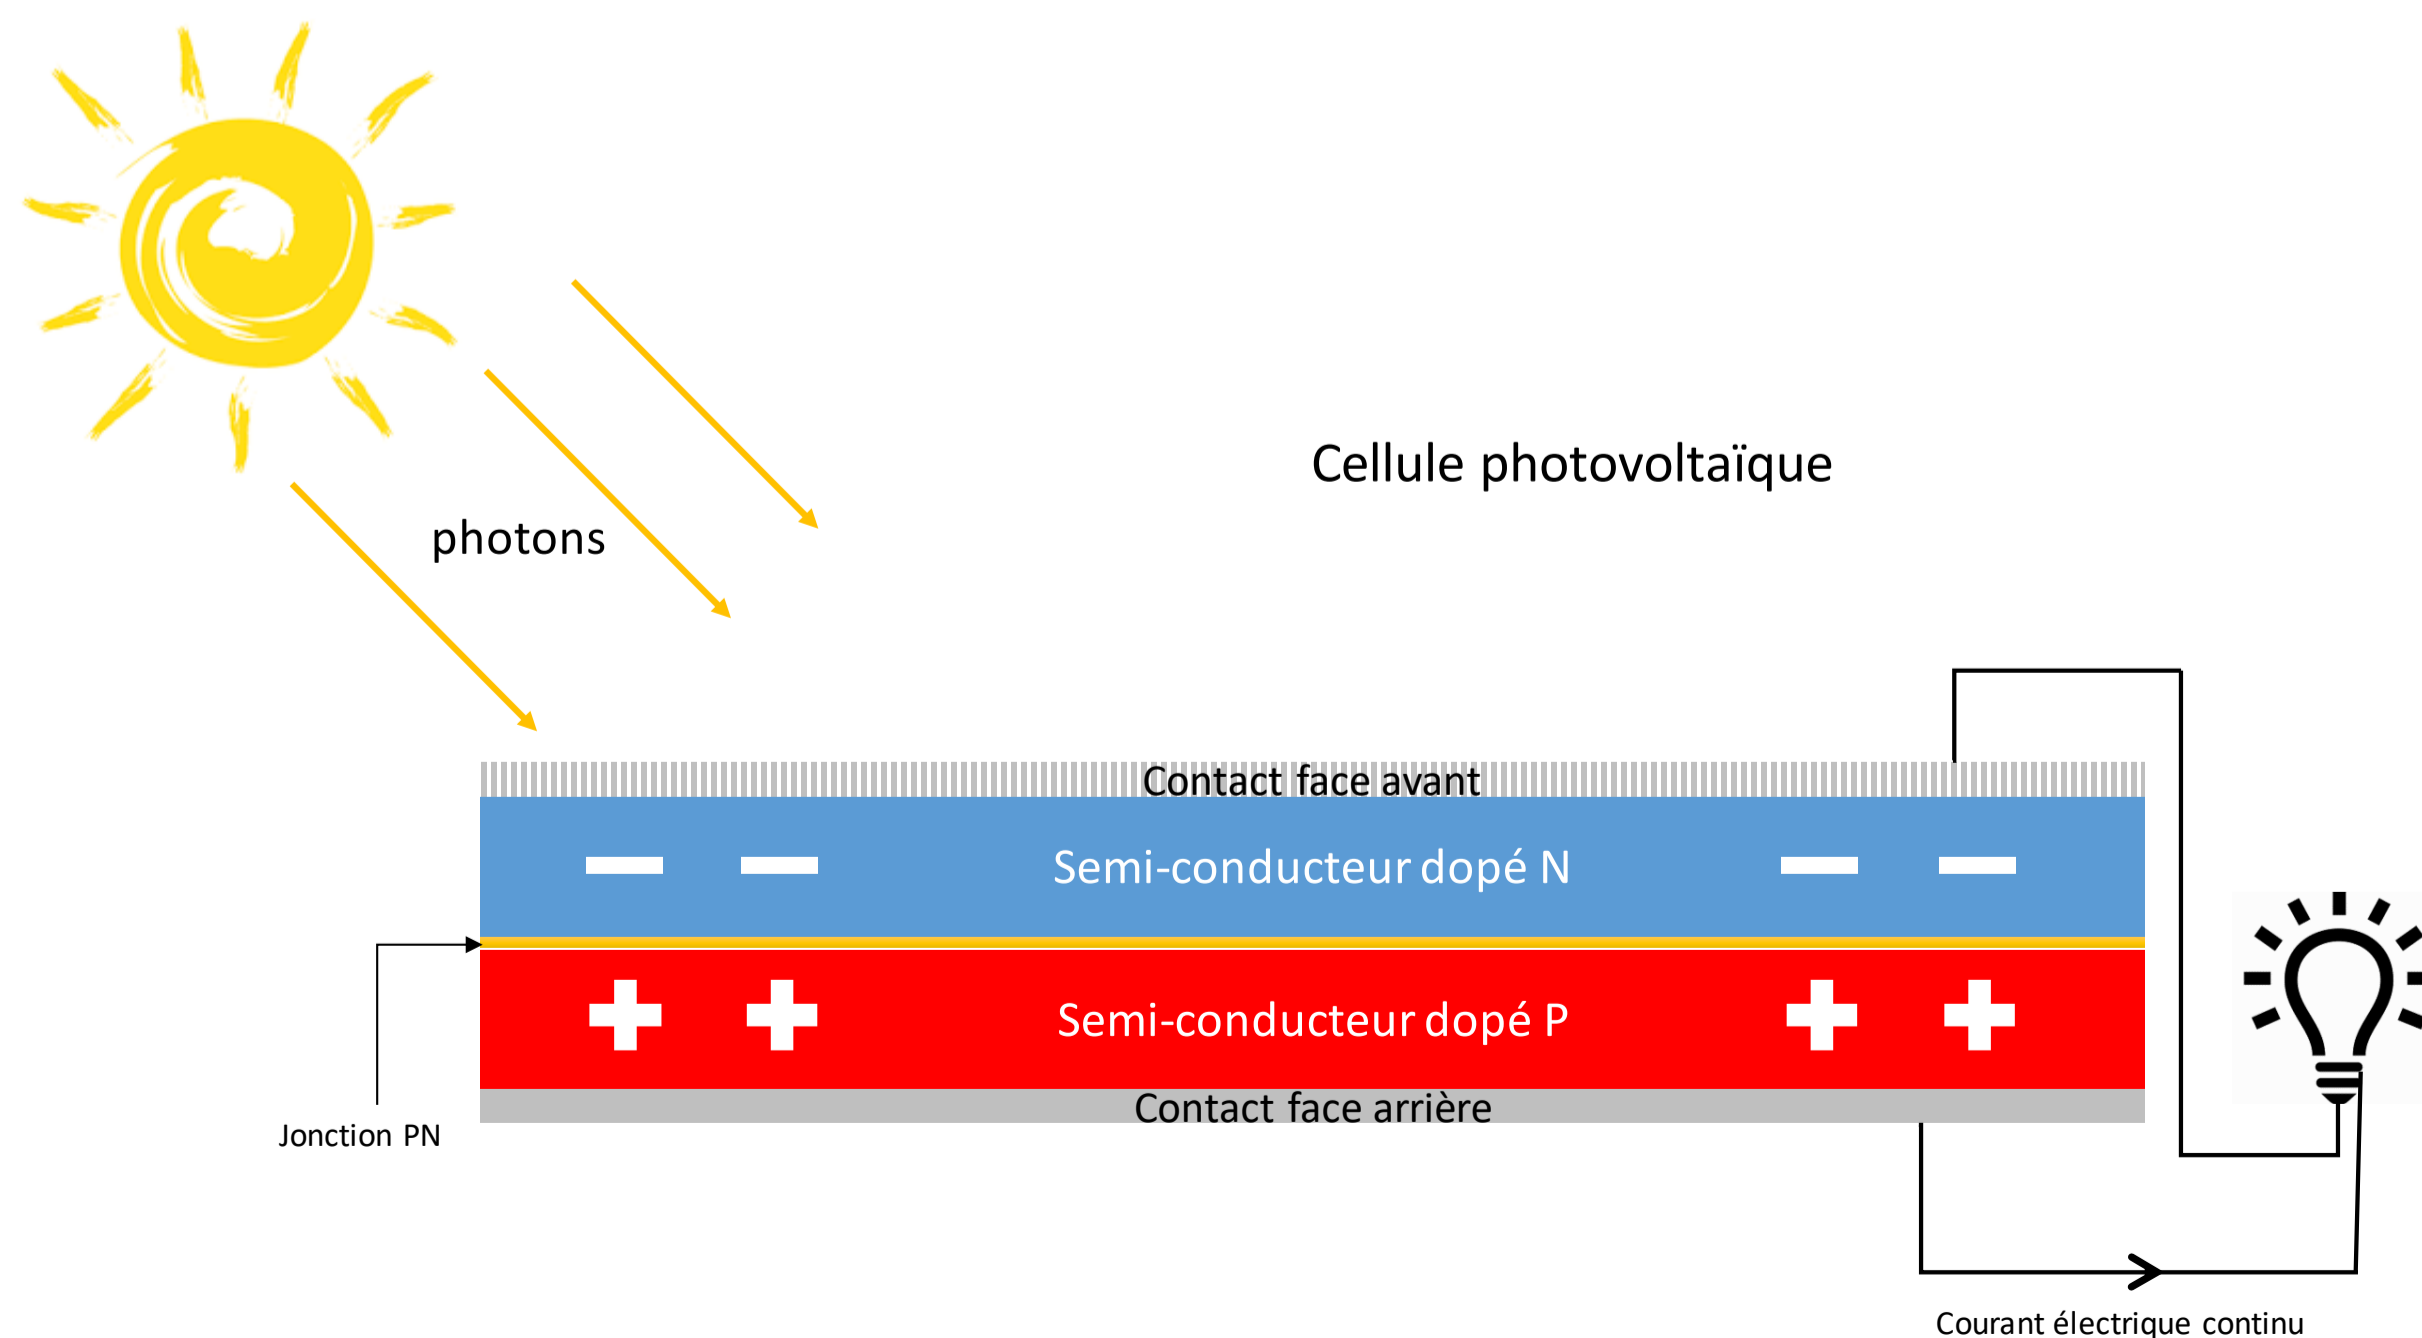 Cellule photovoltaïque
photons
Contact face avant
Semi-conducteur dopé N
Semi-conducteur dopé P
Contact face arrière
Jonction PN
Courant électrique continu